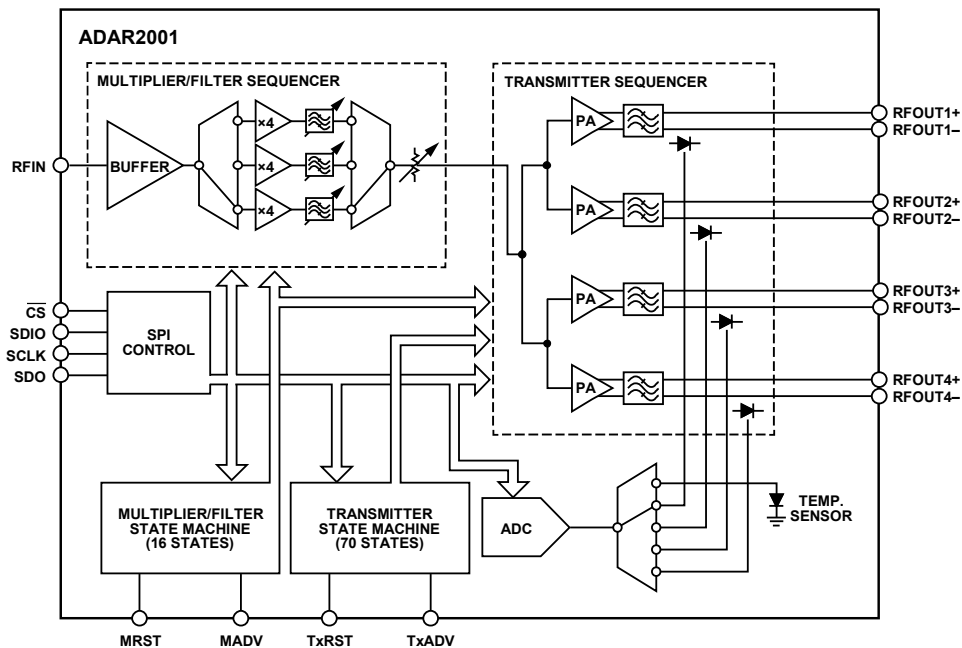 ADAR2001
MULTIPLIER/FILTER SEQUENCER
TRANSMITTER SEQUENCER
RFIN
BUFFER
×4
×4
×4
PA
PA
PA
PA
RFOUT1+
RFOUT1–
RFOUT2+
RFOUT2–
RFOUT3+
RFOUT3–
RFOUT4+
RFOUT4–
CS
SDIO
SCLK
SDO
SPI
CONTROL
MULTIPLIER/FILTER
STATE MACHINE
(16 STATES)
TRANSMITTER
STATE MACHINE
(70 STATES)
ADC
TEMP.
SENSOR
MRST
MADV
TxRST
TxADV